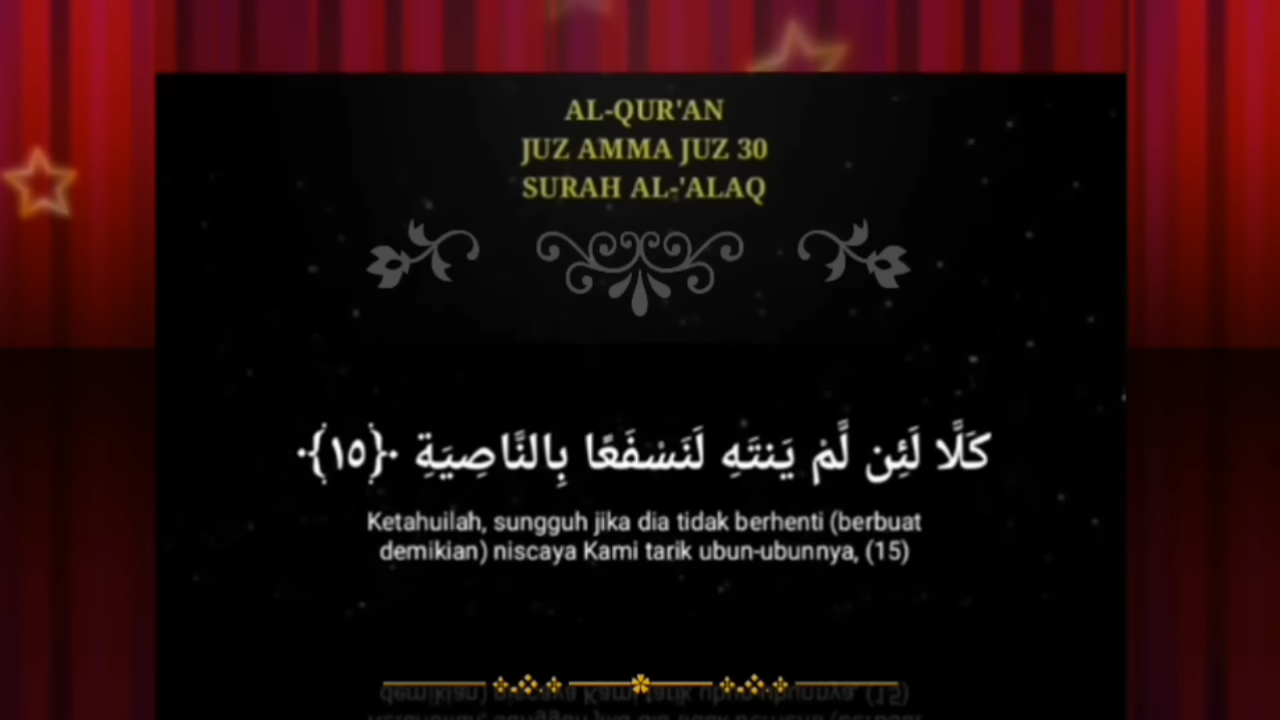 AL-QUR'AN
JUZ AMMA JUZ 30
SURAH AL-'ALAQ
كَلَّا لَئِن لَّمْ يَنتَهِ لَنَسْفَعًا بِالنَّاصِيَةِ ﴿١٥﴾
Ketahuilah, sungguh jika dia tidak berhenti (berbuat
demikian) niscaya Kami tarik ubun-ubunnya, (15)